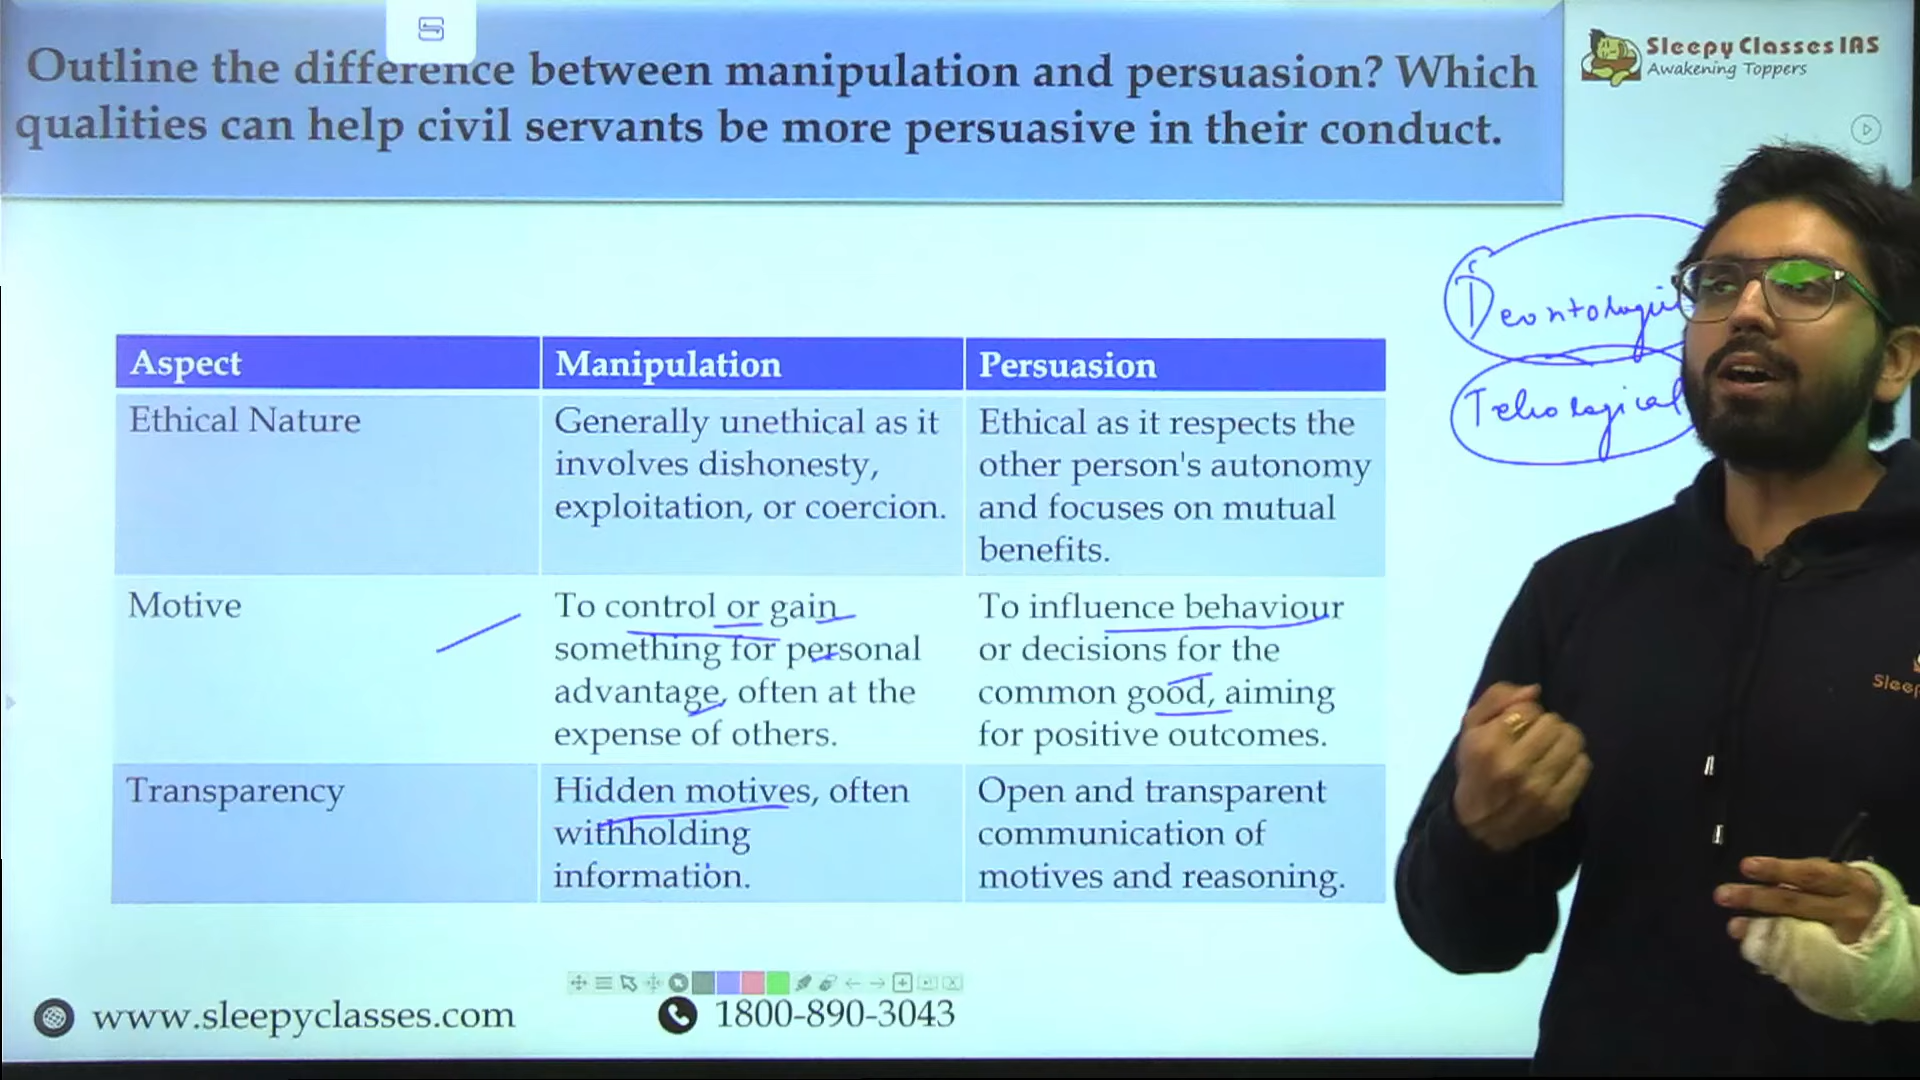 Outline the difference between manipulation and persuasion? Which
qualities can help civil servants be more persuasive in their conduct.
Sleepy Classes IAS
Awakening Toppers
Aspect
Manipulation
Persuasion
Ethical Nature
Generally unethical as it
involves dishonesty,
exploitation, or coercion.
Ethical as it respects the
other person's autonomy
and focuses on mutual
benefits.
Motive
To control or gain
something for personal
advantage, often at the
expense of others.
To influence behaviour
or decisions for the
common good, aiming
for positive outcomes.
Transparency
Hidden motives, often
withholding
information.
Open and transparent
communication of
motives and reasoning.
www.sleepyclasses.com
1800-890-3043
Sleep